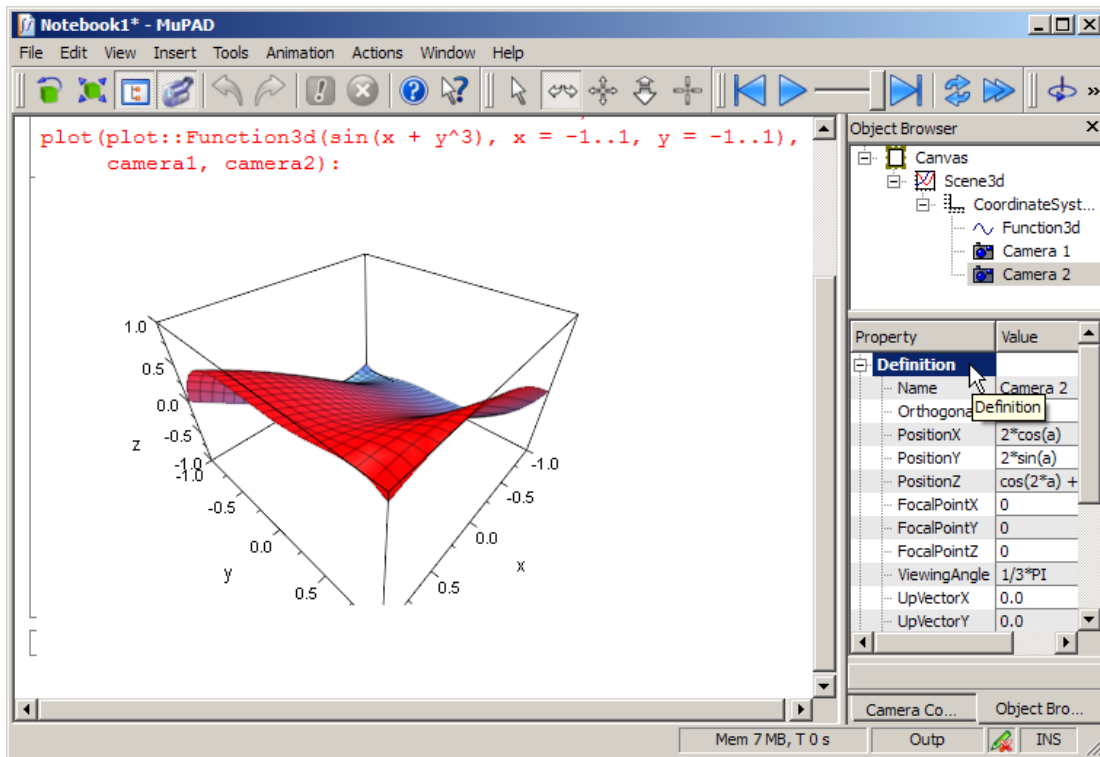 Notebook1* - MuPAD
File Edit View Insert Tools Animation Actions Window Help
plot(plot::Function3d(sin(x + y^3), x = -1..1, y = -1..1),
camera1, camera2):
1.0
0.5
0.0
-0.5
-1.0
z
-1.0
-0.5
0.0
0.5
y
-1.0
-0.5
0.0
0.5
x
Object Browser
Canvas
Scene3d
CoordinateSyst...
Function3d
Camera 1
Camera 2
Property Value
Definition
Name Camera 2
Orthogona
Definition
PositionX 2*cos(a)
PositionY 2*sin(a)
PositionZ cos(2*a) +
FocalPointX 0
FocalPointY 0
FocalPointZ 0
ViewingAngle 1/3*PI
UpVectorX 0.0
UpVectorY 0.0
Camera Co... Object Bro...
Mem 7 MB, T 0 s Outp INS